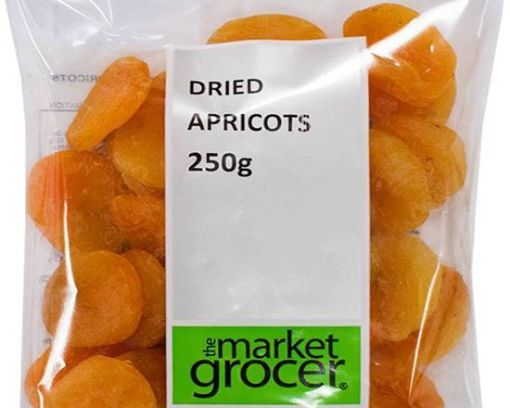 DRIED
APRICOTS
250g
the market
grocer®